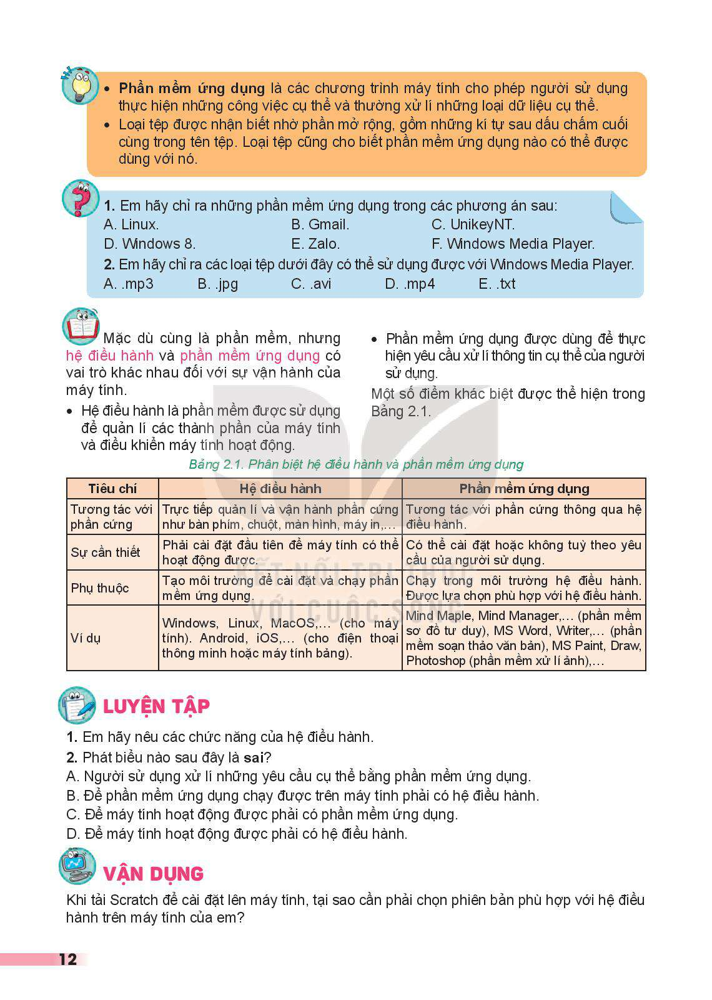 • Phần mềm ứng dụng là các chương trình máy tính cho phép người sử dụng
thực hiện những công việc cụ thể và thường xử lí những loại dữ liệu cụ thể.
• Loại tệp được nhận biết nhờ phần mở rộng, gồm những kí tự sau dấu chấm cuối
cùng trong tên tệp. Loại tệp cũng cho biết phần mềm ứng dụng nào có thể được
dùng với nó.
1. Em hãy chỉ ra những phần mềm ứng dụng trong các phương án sau:
A. Linux. B. Gmail. C. UnikeyNT.
D. Windows 8. E. Zalo. F. Windows Media Player.
2. Em hãy chỉ ra các loại tệp dưới đây có thể sử dụng được với Windows Media Player.
A. .mp3 B. .jpg C. .avi D. .mp4 E. .txt
Mặc dù cùng là phần mềm, nhưng
hệ điều hành và phần mềm ứng dụng có
vai trò khác nhau đối với sự vận hành của
máy tính.
• Hệ điều hành là phần mềm được sử dụng
để quản lí các thành phần của máy tính
và điều khiển máy tính hoạt động.
• Phần mềm ứng dụng được dùng để thực
hiện yêu cầu xử lí thông tin cụ thể của người
sử dụng.
Một số điểm khác biệt được thể hiện trong
Bảng 2.1.
Bảng 2.1. Phân biệt hệ điều hành và phần mềm ứng dụng
Tiêu chí Hệ điều hành Phần mềm ứng dụng
Tương tác với
phần cứng
Trực tiếp quản lí và vận hành phần cứng
như bàn phím, chuột, màn hình, máy in,...
Tương tác với phần cứng thông qua hệ
điều hành.
Sự cần thiết
Phải cài đặt đầu tiên để máy tính có thể
hoạt động được.
Có thể cài đặt hoặc không tuỳ theo yêu
cầu của người sử dụng.
Phụ thuộc
Tạo môi trường để cài đặt và chạy phần
mềm ứng dụng.
Chạy trong môi trường hệ điều hành.
Được lựa chọn phù hợp với hệ điều hành.
Ví dụ
Windows, Linux, MacOS,... (cho máy
tính). Android, iOS,... (cho điện thoại
thông minh hoặc máy tính bảng).
Mind Maple, Mind Manager,... (phần mềm
sơ đồ tư duy), MS Word, Writer,... (phần
mềm soạn thảo văn bản), MS Paint, Draw,
Photoshop (phần mềm xử lí ảnh),...
KẾT NỐI TRI THỨC
VỚI CUỘC SỐNG
LUYỆN TẬP
1. Em hãy nêu các chức năng của hệ điều hành.
2. Phát biểu nào sau đây là sai?
A. Người sử dụng xử lí những yêu cầu cụ thể bằng phần mềm ứng dụng.
B. Để phần mềm ứng dụng chạy được trên máy tính phải có hệ điều hành.
C. Để máy tính hoạt động được phải có phần mềm ứng dụng.
D. Để máy tính hoạt động được phải có hệ điều hành.
VẬN DỤNG
Khi tải Scratch để cài đặt lên máy tính, tại sao cần phải chọn phiên bản phù hợp với hệ điều
hành trên máy tính của em?
12